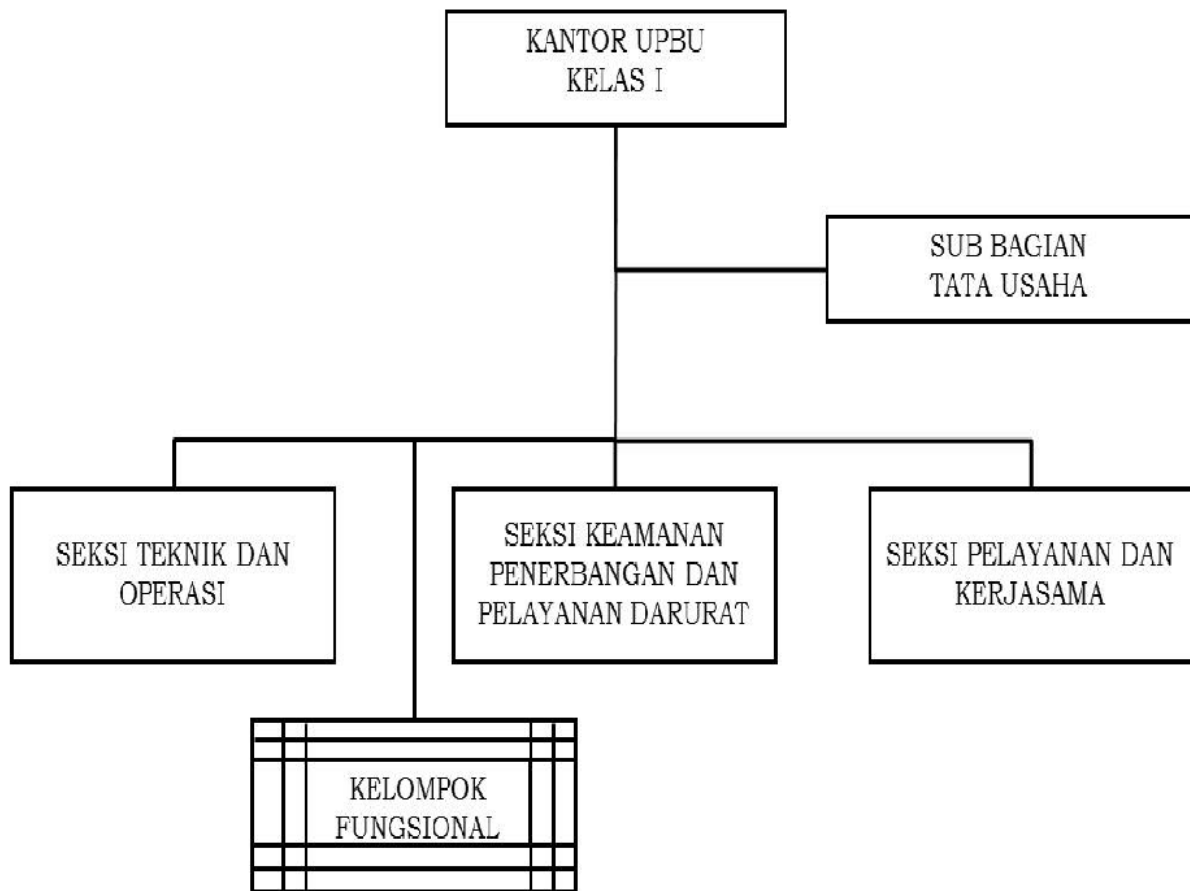 KANTOR UPBU
KELAS I
SUB BAGIAN
TATA USAHA
SEKSI TEKNIK DAN
OPERASI
SEKSI KEAMANAN
PENERBANGAN DAN
PELAYANAN DARURAT
SEKSI PELAYANAN DAN
KERJASAMA
KELOMPOK
FUNGSIONAL